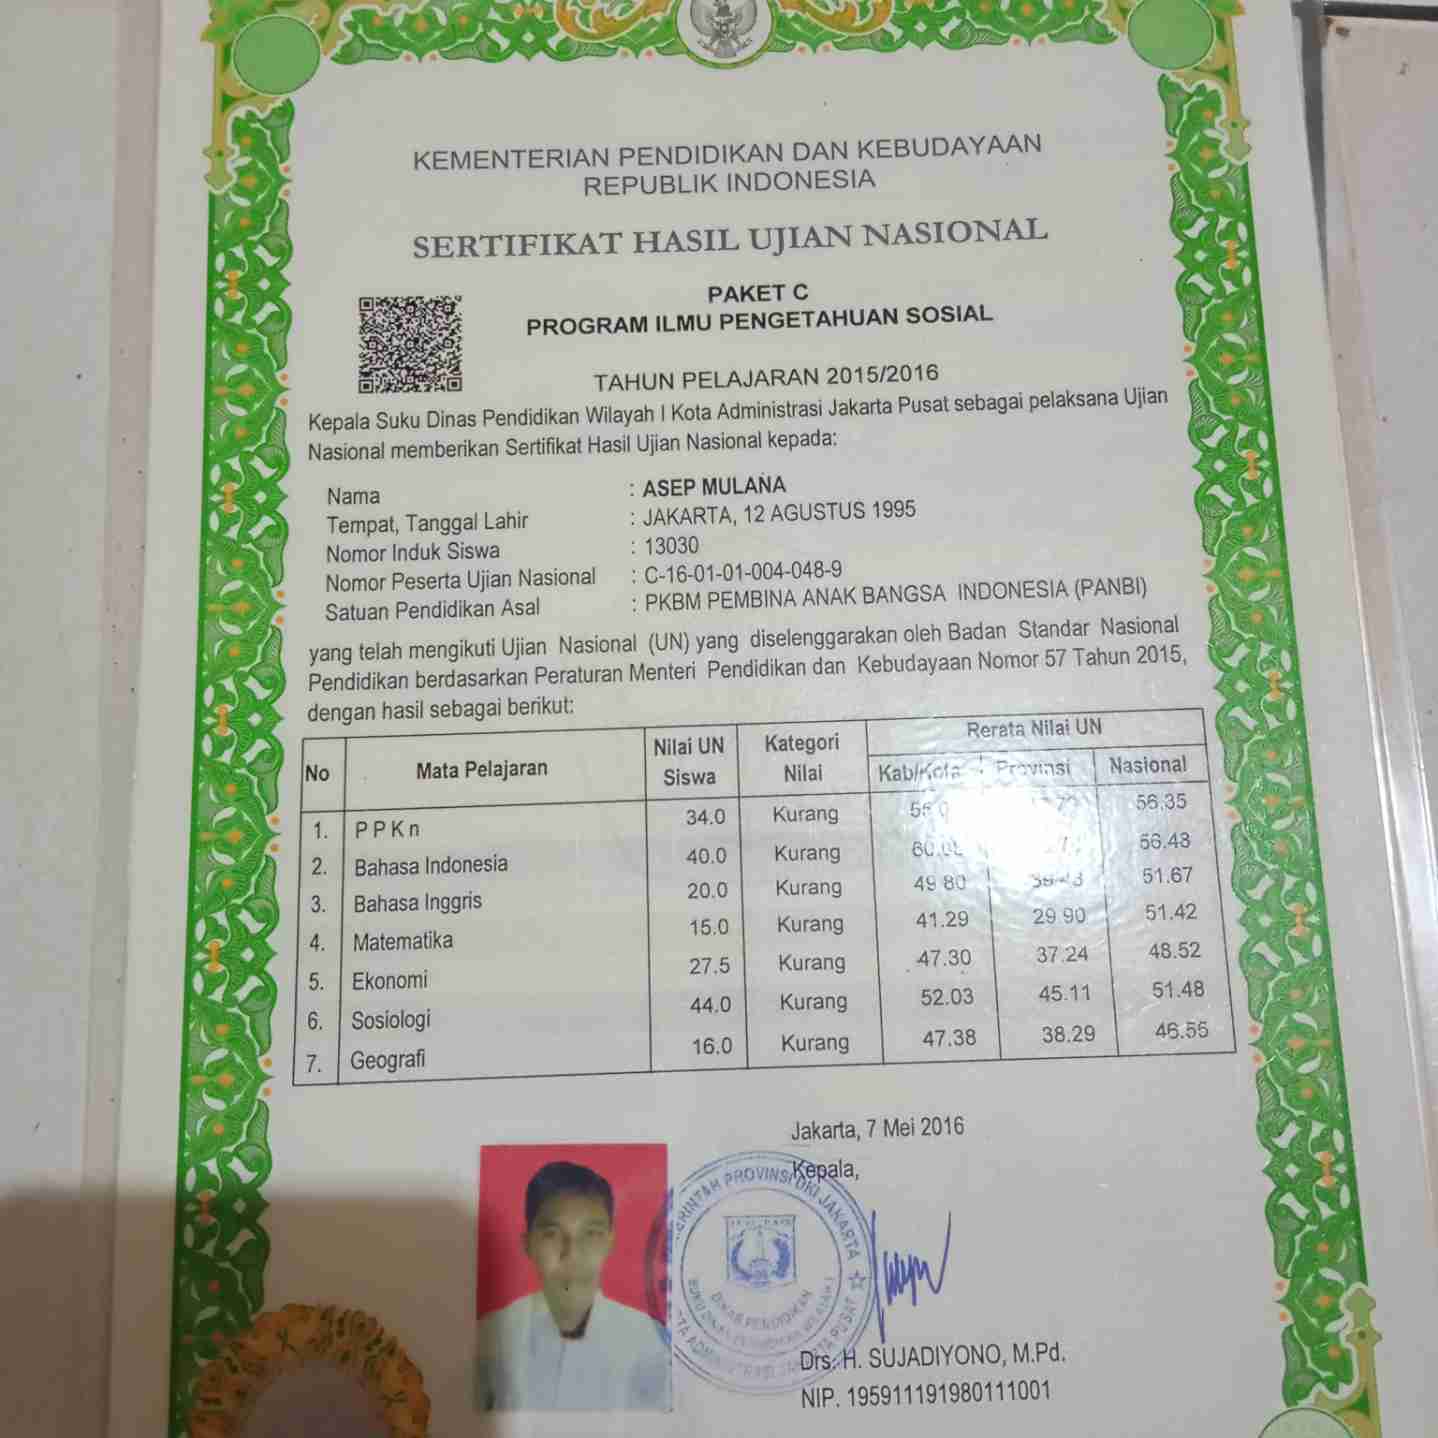 KEMENTERIAN PENDIDIKAN DAN KEBUDAYAAN
REPUBLIK INDONESIA
SERTIFIKAT HASIL UJIAN NASIONAL
PAKET C
PROGRAM ILMU PENGETAHUAN SOSIAL
TAHUN PELAJARAN 2015/2016
Kepala Suku Dinas Pendidikan Wilayah I Kota Administrasi Jakarta Pusat sebagai pelaksana Ujian
Nasional memberikan Sertifikat Hasil Ujian Nasional kepada:
Nama : ASEP MULANA
Tempat, Tanggal Lahir : JAKARTA, 12 AGUSTUS 1995
Nomor Induk Siswa : 13030
Nomor Peserta Ujian Nasional : C-16-01-01-004-048-9
Satuan Pendidikan Asal : PKBM PEMBINA ANAK BANGSA INDONESIA (PANBI)
yang telah mengikuti Ujian Nasional (UN) yang diselenggarakan oleh Badan Standar Nasional
Pendidikan berdasarkan Peraturan Menteri Pendidikan dan Kebudayaan Nomor 57 Tahun 2015,
dengan hasil sebagai berikut:
No Mata Pelajaran Nilai UN Siswa Kategori Nilai Rerata Nilai UN
Kab/Kota Provinsi Nasional
1. P P K n 34.0 Kurang 56.35
2. Bahasa Indonesia 40.0 Kurang 56.48
3. Bahasa Inggris 20.0 Kurang 49.80 51.67
4. Matematika 15.0 Kurang 41.29 29.90 51.42
5. Ekonomi 27.5 Kurang 47.30 37.24 48.52
6. Sosiologi 44.0 Kurang 52.03 45.11 51.48
7. Geografi 16.0 Kurang 47.38 38.29 46.55
Jakarta, 7 Mei 2016
Kepala,
PROVINSI DKI JAKARTA
DINAS PENDIDIKAN
Drs. H. SUJADIYONO, M.Pd.
NIP. 195911191980111001